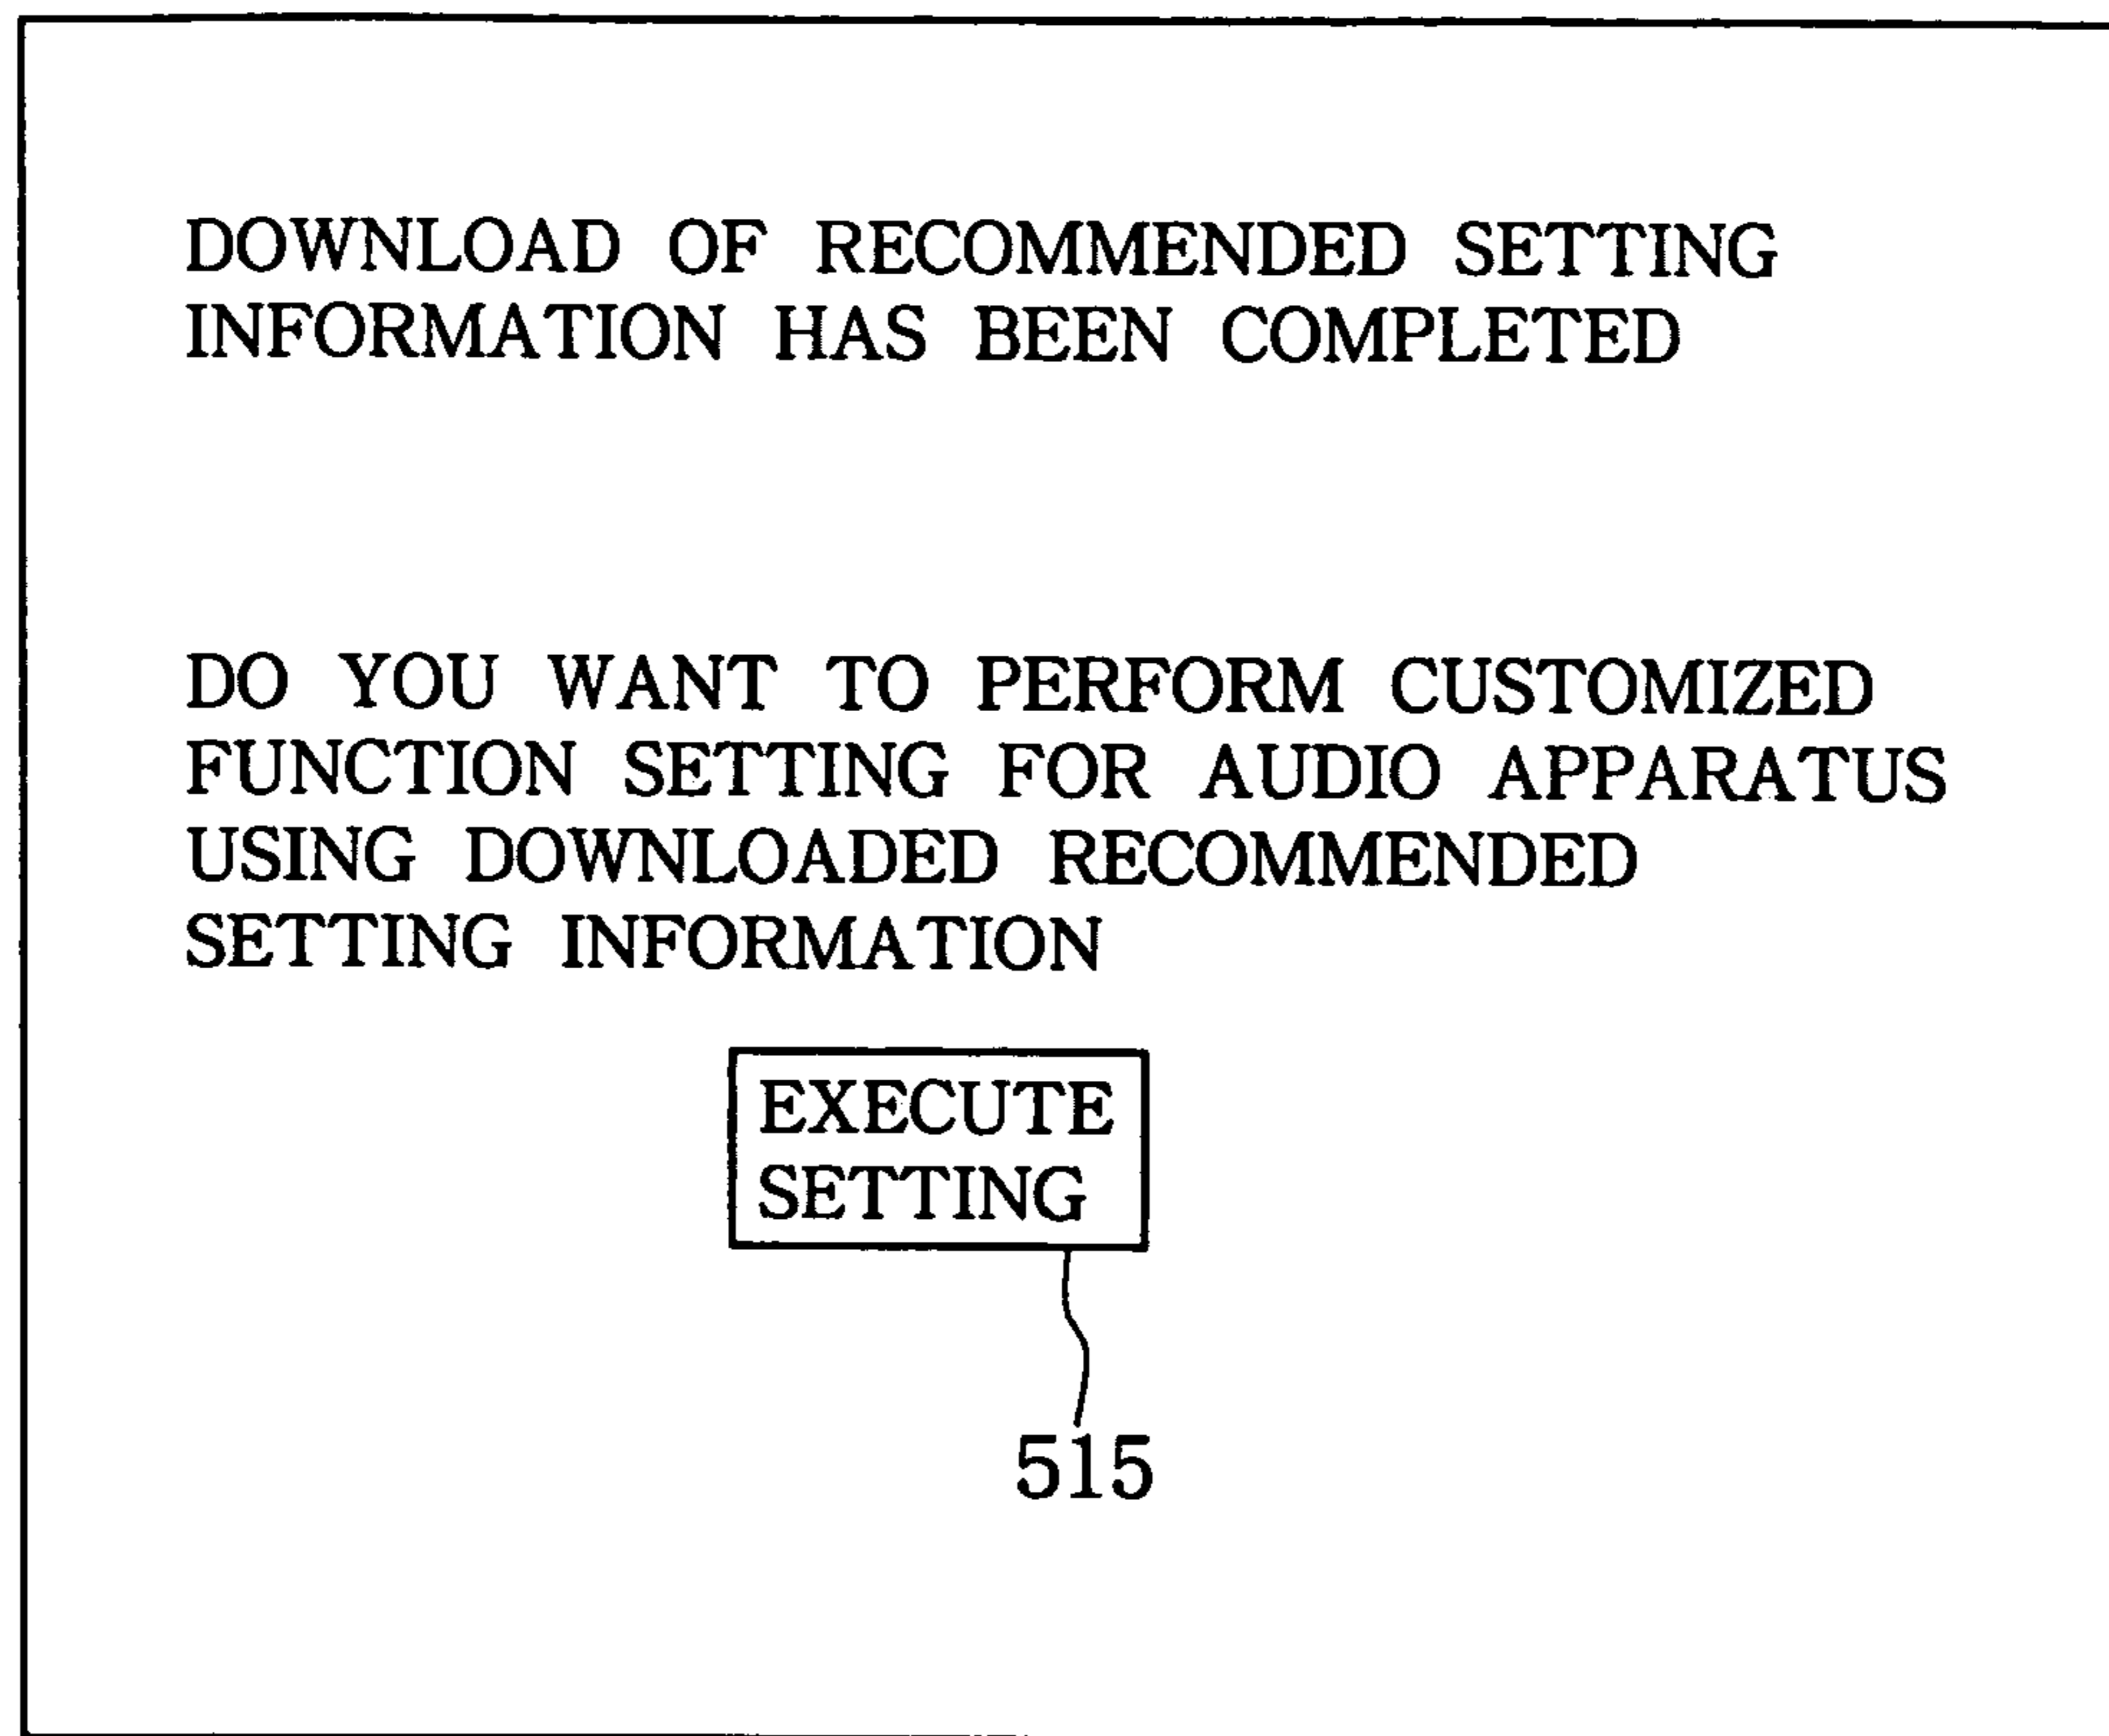 DOWNLOAD OF RECOMMENDED SETTING
INFORMATION HAS BEEN COMPLETED
DO YOU WANT TO PERFORM CUSTOMIZED
FUNCTION SETTING FOR AUDIO APPARATUS
USING DOWNLOADED RECOMMENDED
SETTING INFORMATION
EXECUTE
SETTING
515